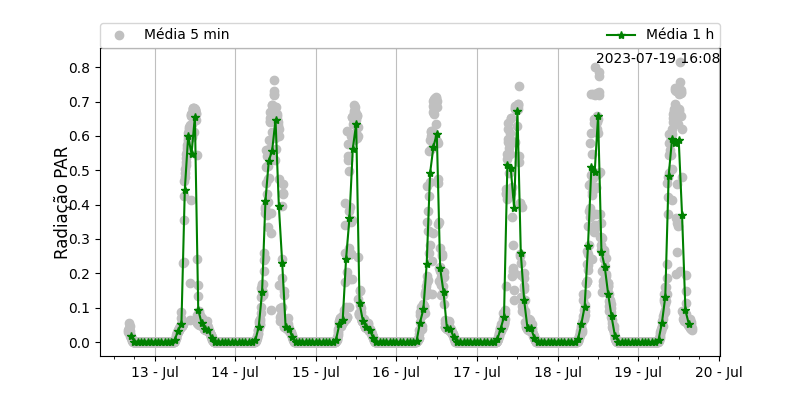 Média 5 min
Média 1 h
2023-07-19 16:08
Radiação PAR
0.8
0.7
0.6
0.5
0.4
0.3
0.2
0.1
0.0
13 - Jul
14 - Jul
15 - Jul
16 - Jul
17 - Jul
18 - Jul
19 - Jul
20 - Jul